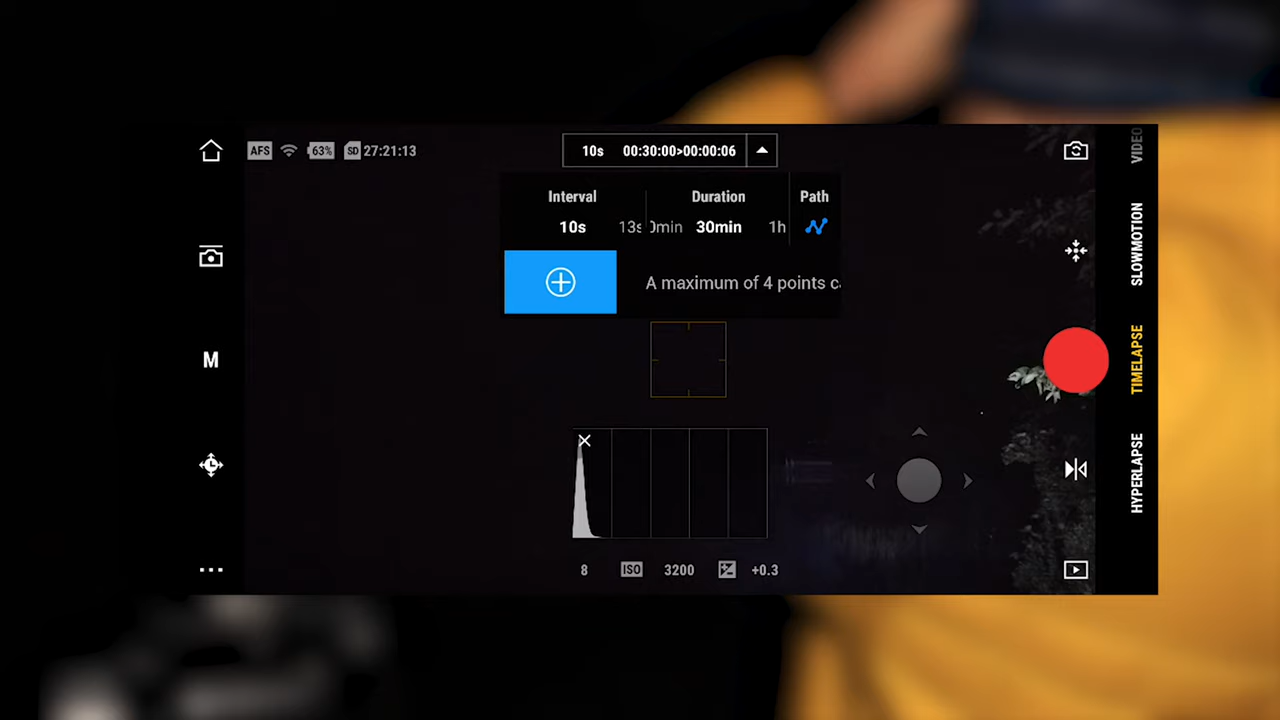 AFS 63% SD 27:21:13
10s 00:30:00>00:00:06
Interval Duration Path
10s 30min 1h
A maximum of 4 points
M
8 ISO 3200 +0.3
VIDEO
SLOWMOTION
TIMELAPSE
HYPERLAPSE